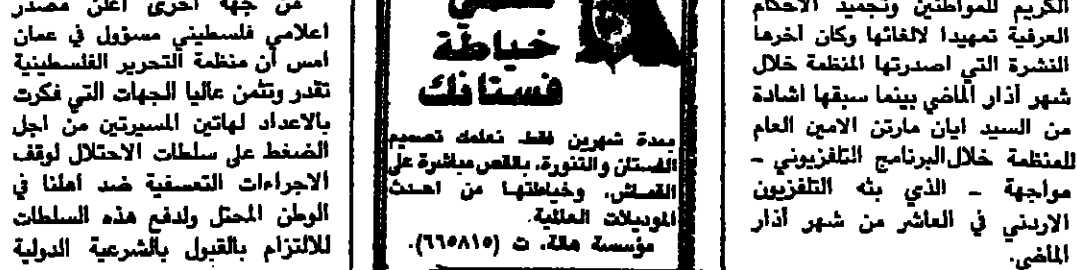 الكريم للمواطنين وتجميد الاحكام
العرفية تمهيدا لالغائها وكان اخرها
النشرة التي اصدرتها المنظمة خلال
شهر آذار الماضي بينما سبقها اشادة
من السيد ايان مارتن الامين العام
للمنظمة خلال البرنامج التلفزيوني -
مواجهة - الذي بثه التلفزيون
الاردني في العاشر من شهر آذار
الماضي.
خياطة
فستانك
بمدة شهرين فقط نعلمك تصميم
الفستان والتنورة، بالقص مباشرة على
القماش، وخياطتها من احدث
الموديلات العالمية.
مؤسسة هالة، ت (٦٦٥٨١٥).
من جهة اخرى اعلن مصدر
اعلامي فلسطيني مسؤول في عمان
امس أن منظمة التحرير الفلسطينية
تقدر وتثمن عاليا الجهات التي فكرت
بالاعداد لهاتين المسيرتين من اجل
الضغط على سلطات الاحتلال لوقف
الاجراءات التعسفية ضد أهلنا في
الوطن المحتل ولدفع هذه السلطات
للالتزام بالقبول بالشرعية الدولية